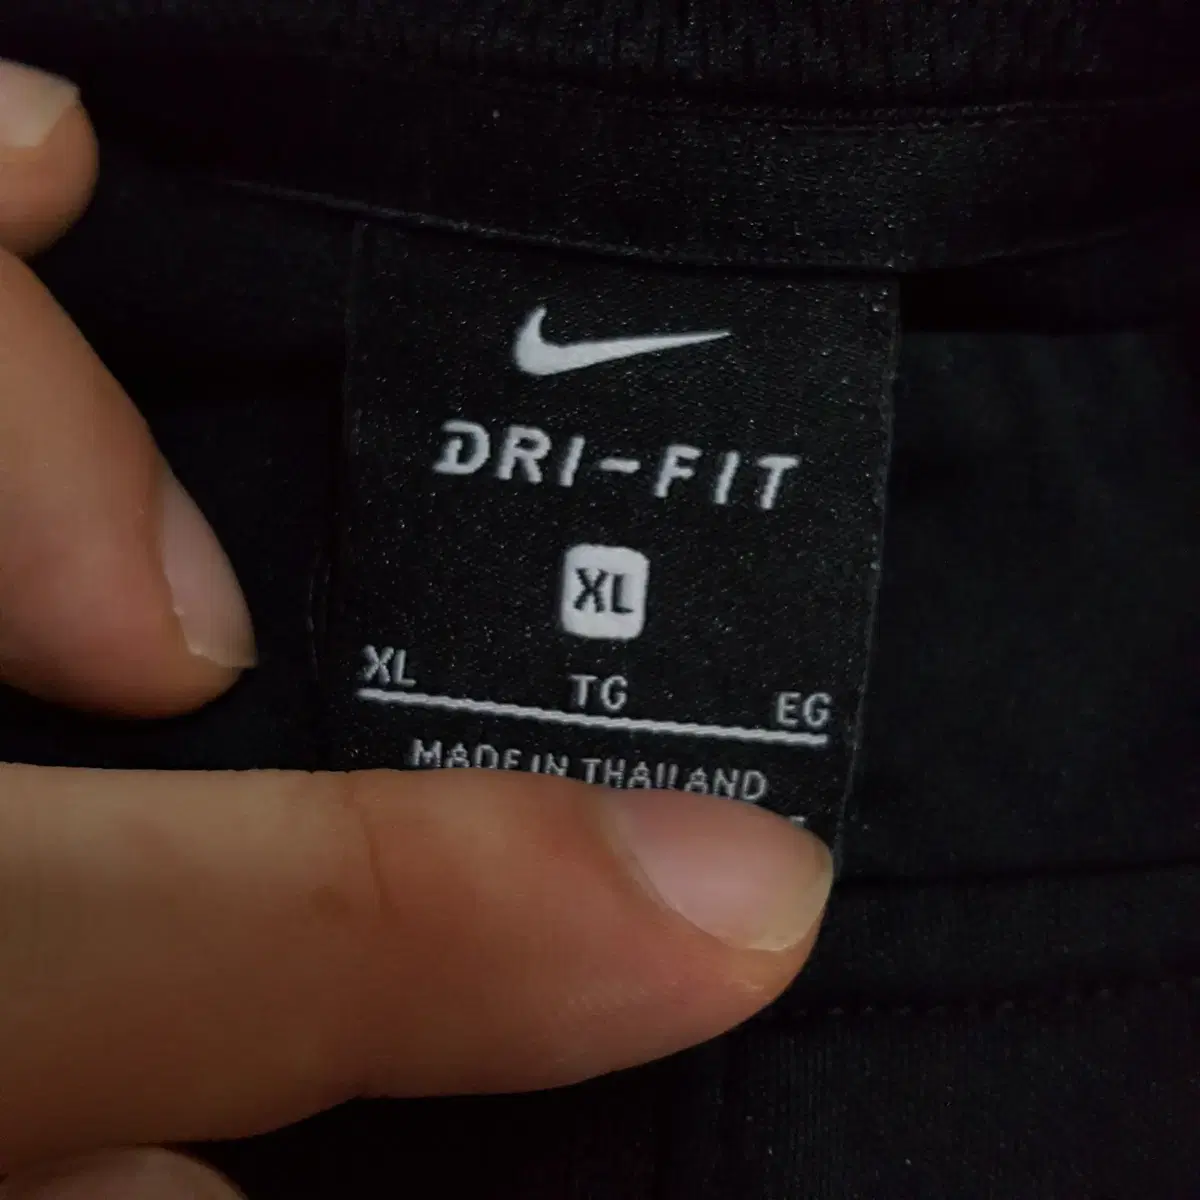 DRI-FIT
XL
XL TG EG
MADE IN THAILAND